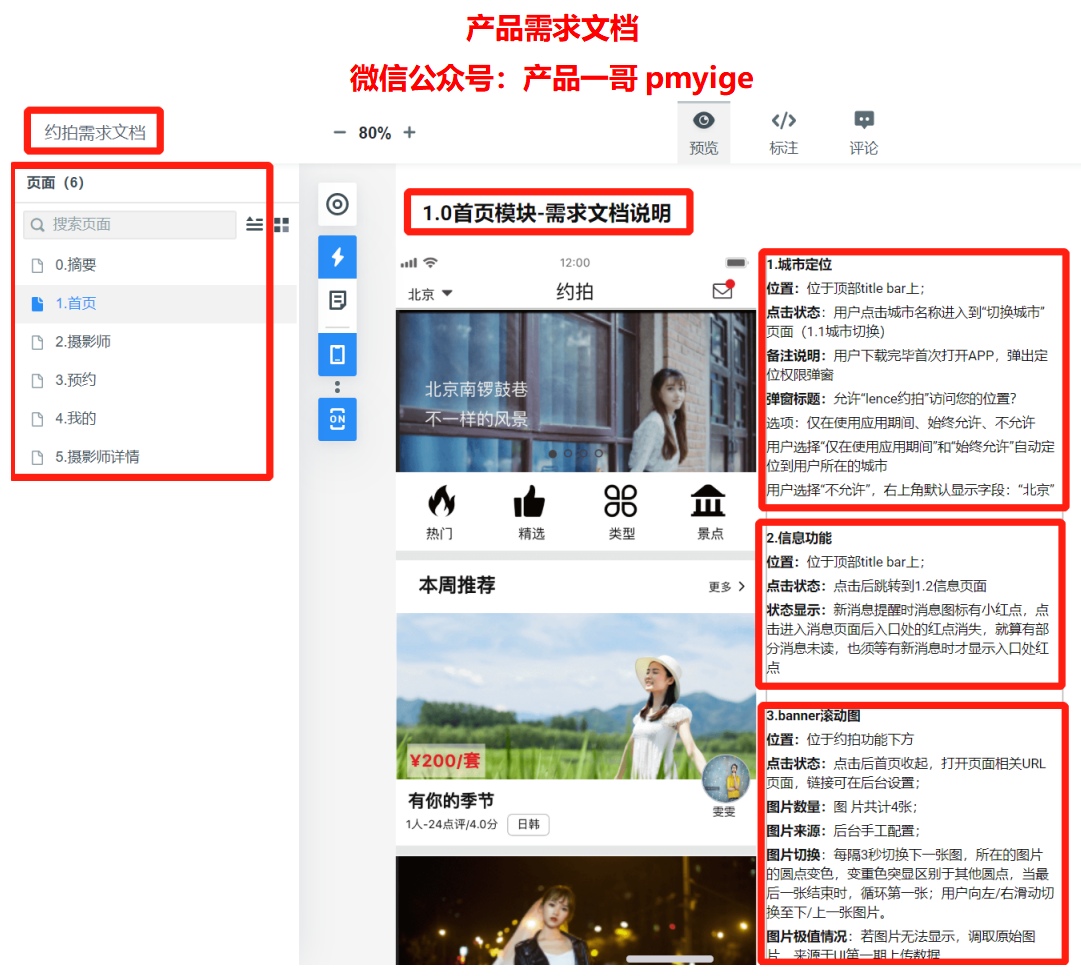 产品需求文档
微信公众号：产品一哥 pmyige
约拍需求文档
80%
预览
标注
评论
页面（6）
搜索页面
0.摘要
1.首页
2.摄影师
3.预约
4.我的
5.摄影师详情
ON
1.0首页模块-需求文档说明
12:00
北京
约拍
北京南锣鼓巷
不一样的风景
热门
精选
类型
景点
本周推荐
更多
¥200/套
有你的季节
1人-24点评/4.0分
日韩
雯雯
1.城市定位
位置：位于顶部title bar上；
点击状态：用户点击城市名称进入到“切换城市”
页面（1.1城市切换）
备注说明：用户下载完毕首次打开APP，弹出定
位权限弹窗
弹窗标题：允许“lence约拍”访问您的位置？
选项：仅在使用应用期间、始终允许、不允许
用户选择“仅在使用应用期间”和“始终允许”自动定
位到用户所在的城市
用户选择“不允许”，右上角默认显示字段：“北京”
2.信息功能
位置：位于顶部title bar上；
点击状态：点击后跳转到1.2信息页面
状态显示：新消息提醒时消息图标有小红点，点
击进入消息页面后入口处的红点消失，就算有部
分消息未读，也须等有新消息时才显示入口处红
点
3.banner滚动图
位置：位于约拍功能下方
点击状态：点击后首页收起，打开页面相关URL
页面，链接可在后台设置；
图片数量：图 片共计4张；
图片来源：后台手工配置；
图片切换：每隔3秒切换下一张图，所在的图片
的圆点变色，变重色突显区别于其他圆点，当最
后一张结束时，循环第一张；用户向左/右滑动切
换至下/上一张图片。
图片极值情况：若图片无法显示，调取原始图
片，来源于UI第一期上传数据